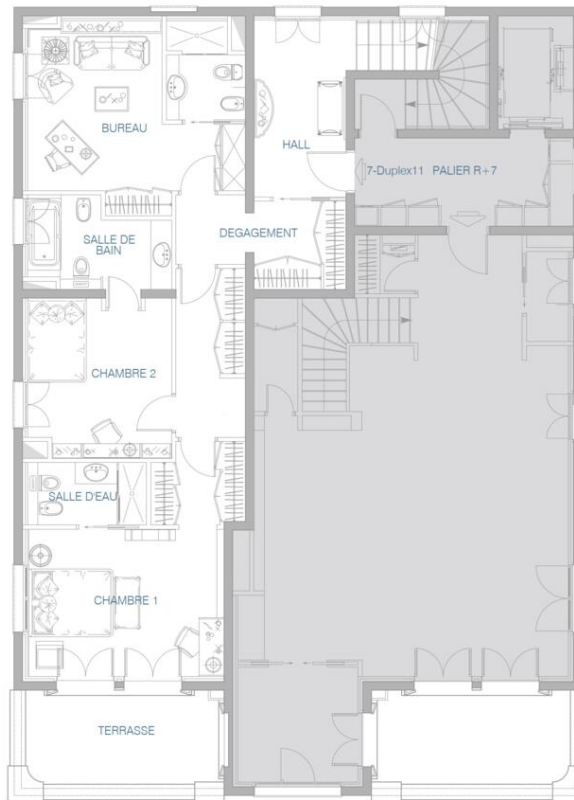 BUREAU
HALL
7-Duplex11 PALIER R+7
SALLE DE
BAIN
DEGAGEMENT
CHAMBRE 2
SALLE D'EAU
CHAMBRE 1
TERRASSE